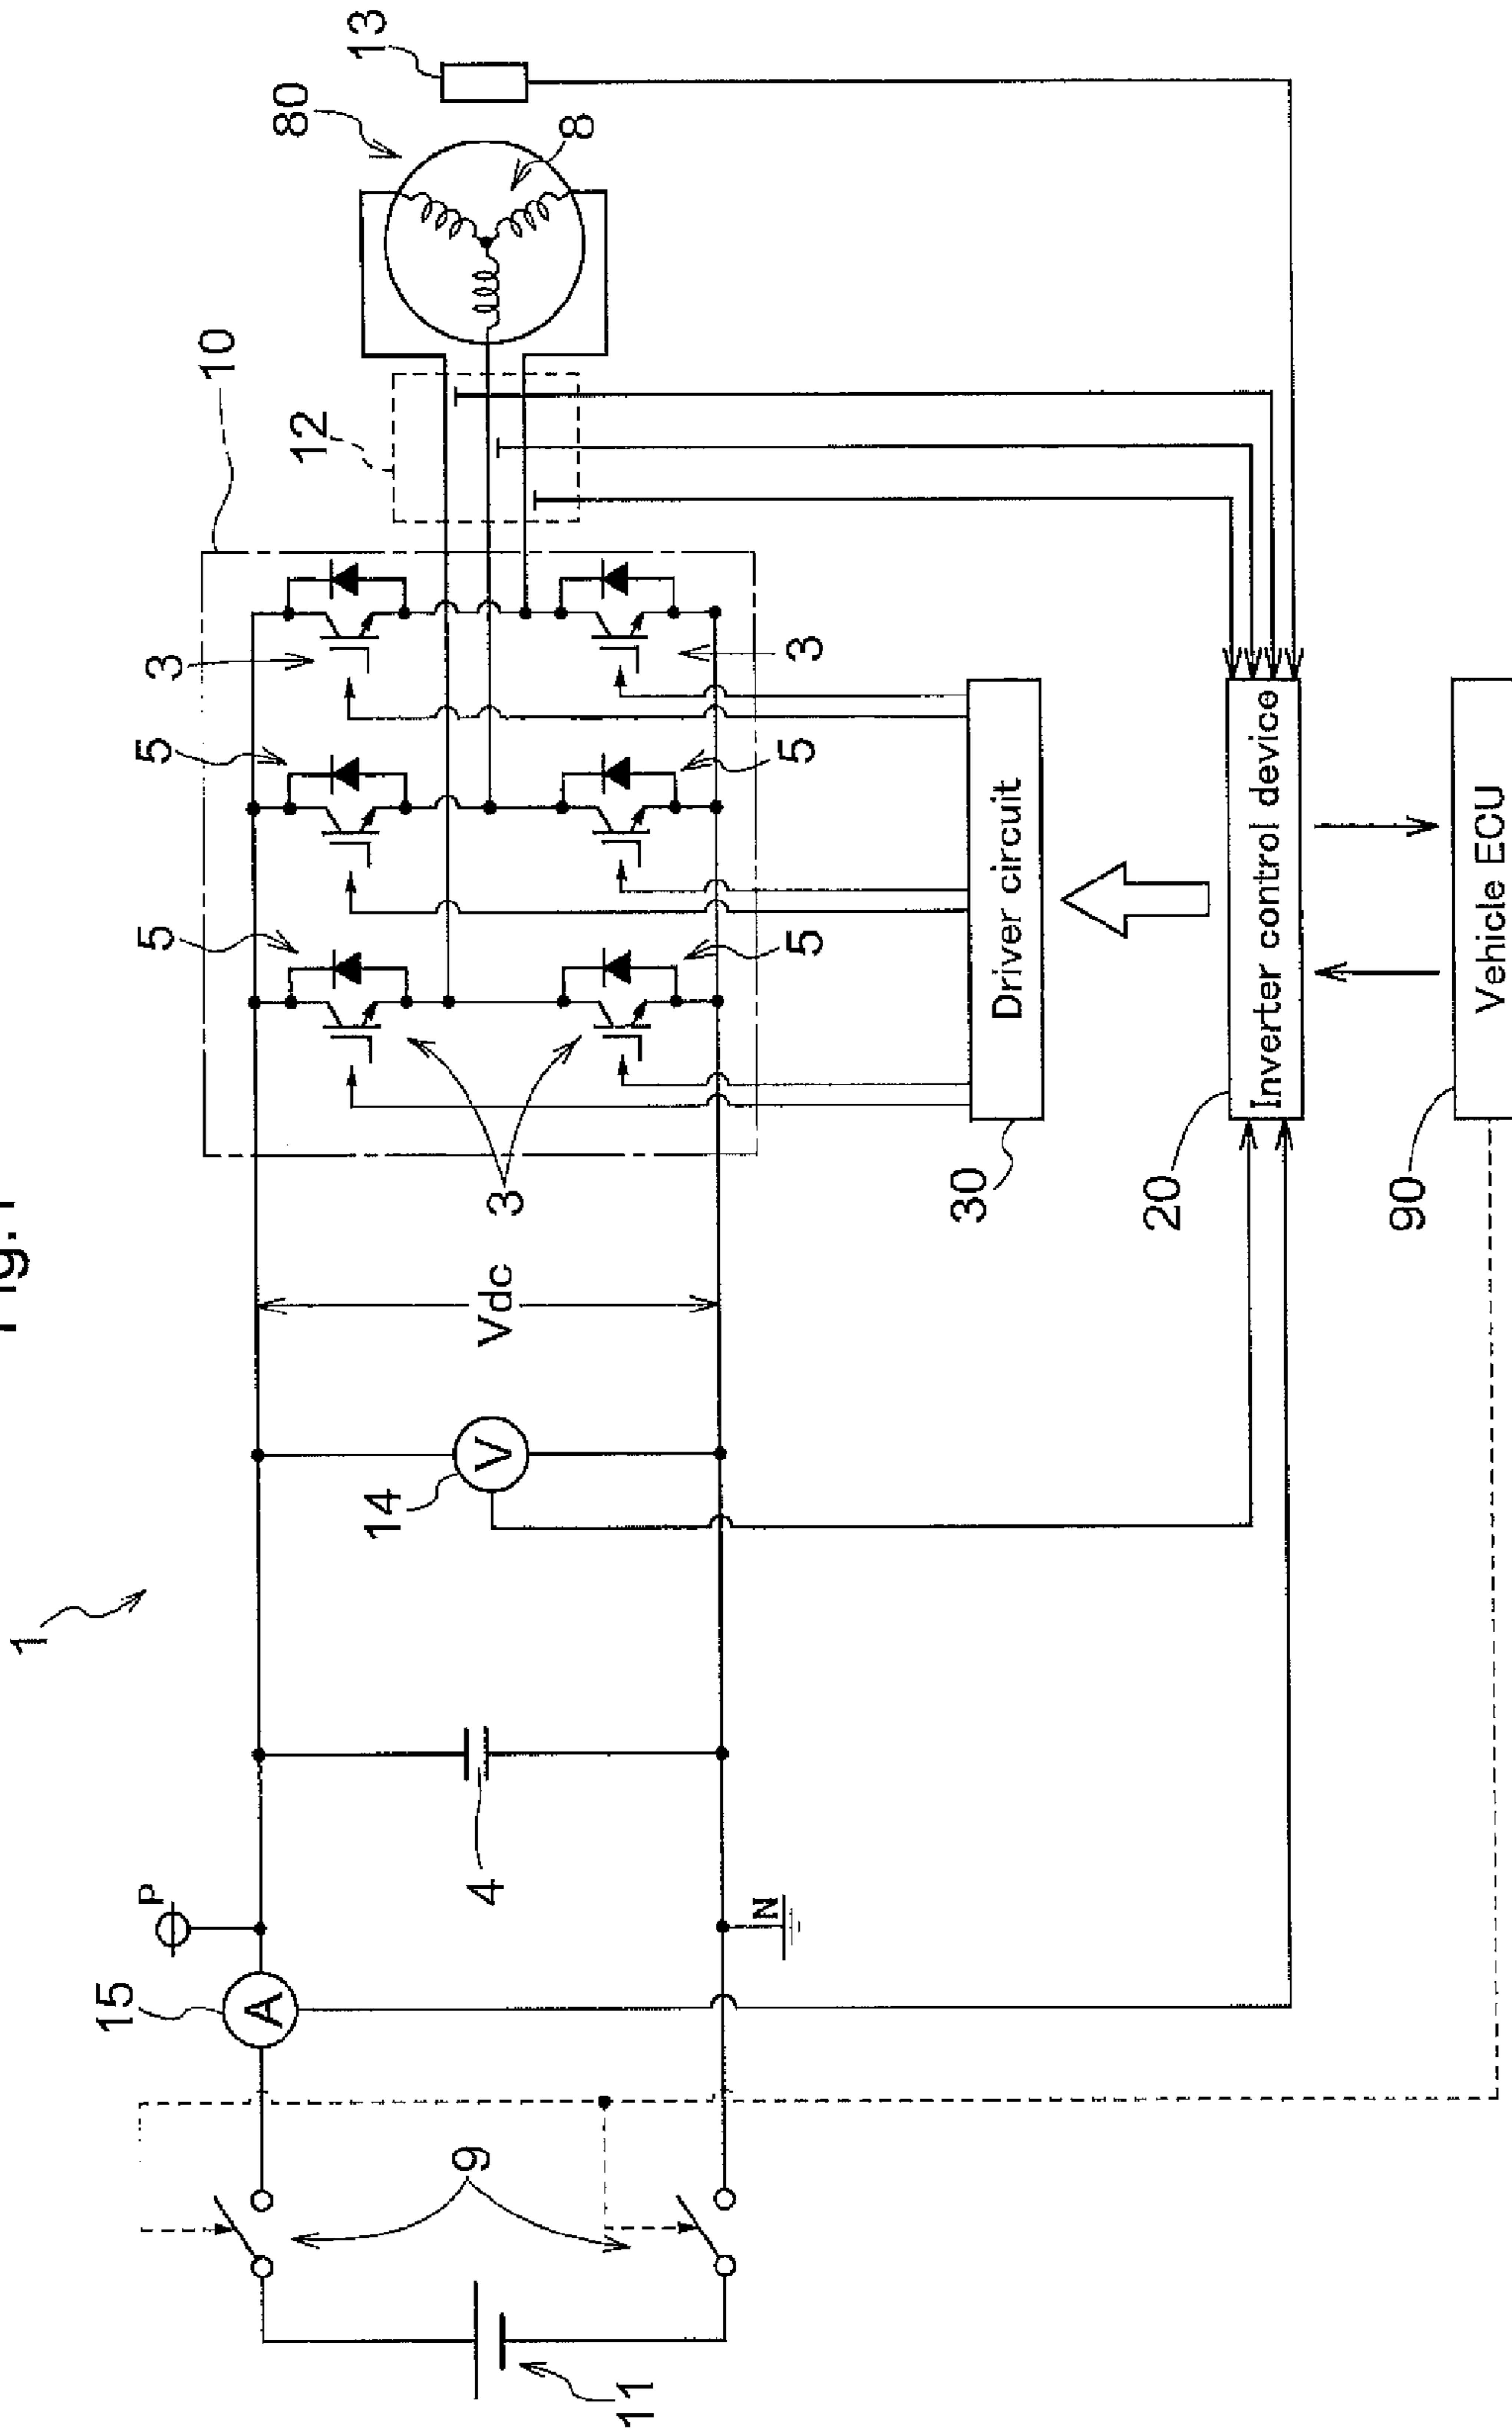 Fig.1
1
10
80
13
3
5
5
12
8
15
P
A
14
V
Vdc
3
3
5
5
9
4
N
11
30
Driver circuit
20
Inverter control device
90
Vehicle ECU